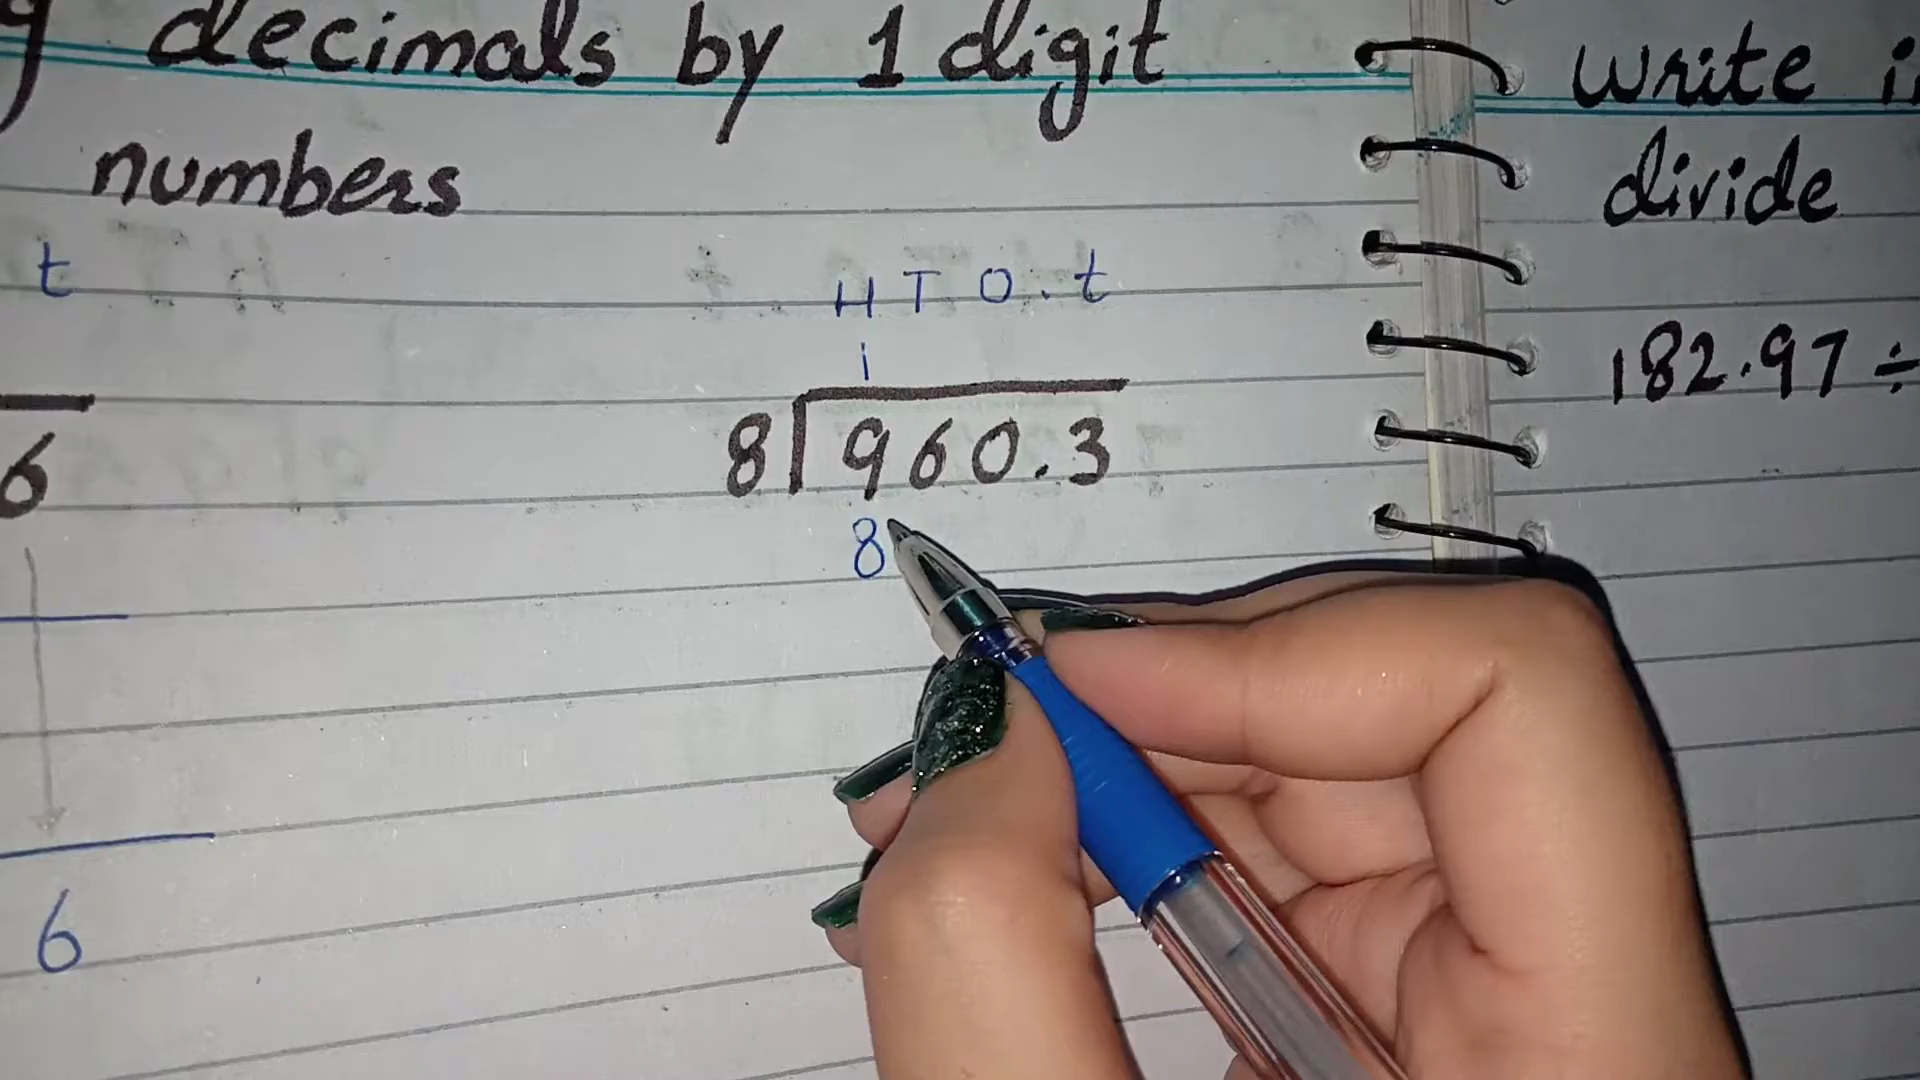 decimals by 1 digit
numbers
t
6
6
H T O . t
1
8 960.3
8
write
divide
182.97 ÷